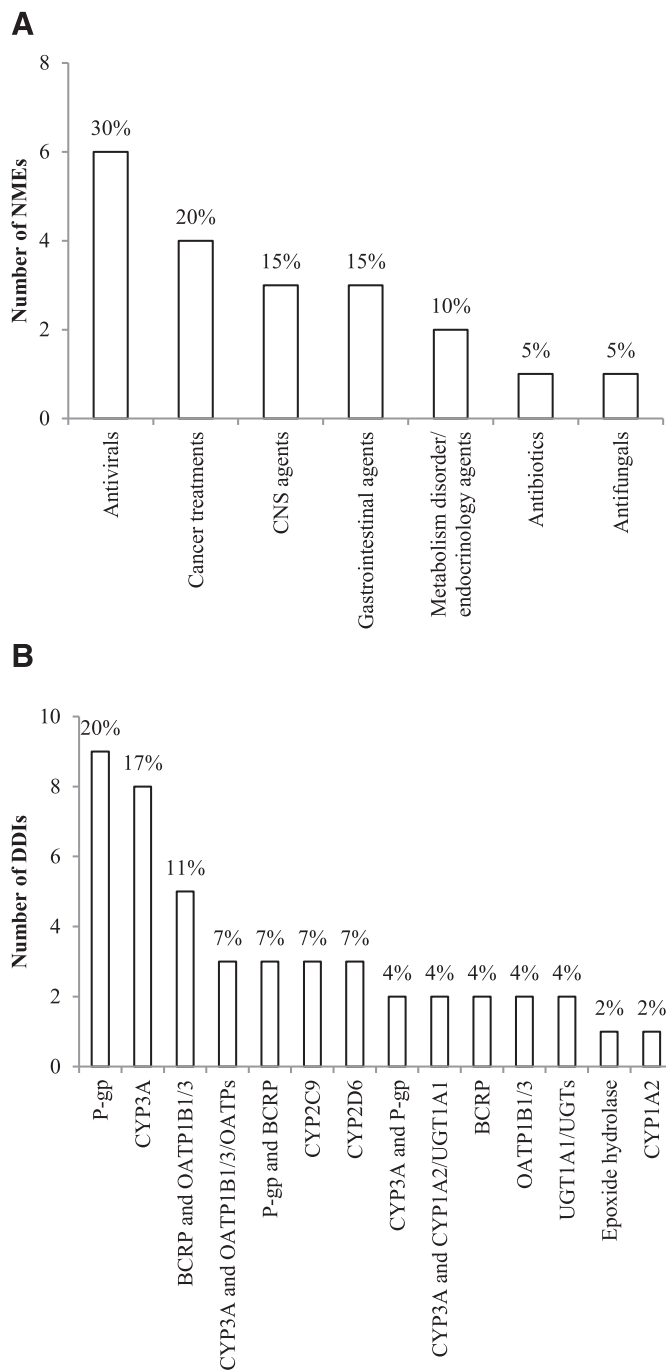 A
8
6
4
2
0
Number of NMEs
30%
20%
15%
15%
10%
5%
5%
Antivirals
Cancer treatments
CNS agents
Gastrointestinal agents
Metabolism disorder/
endocrinology agents
Antibiotics
Antifungals
B
10
8
6
4
2
0
Number of DDIs
20%
17%
11%
7%
7%
7%
7%
4%
4%
4%
4%
4%
2%
2%
P-gp
CYP3A
BCRP and OATP1B1/3
CYP3A and OATP1B1/3/OATPs
P-gp and BCRP
CYP2C9
CYP2D6
CYP3A and P-gp
CYP3A and CYP1A2/UGT1A1
BCRP
OATP1B1/3
UGT1A1/UGTs
Epoxide hydrolase
CYP1A2